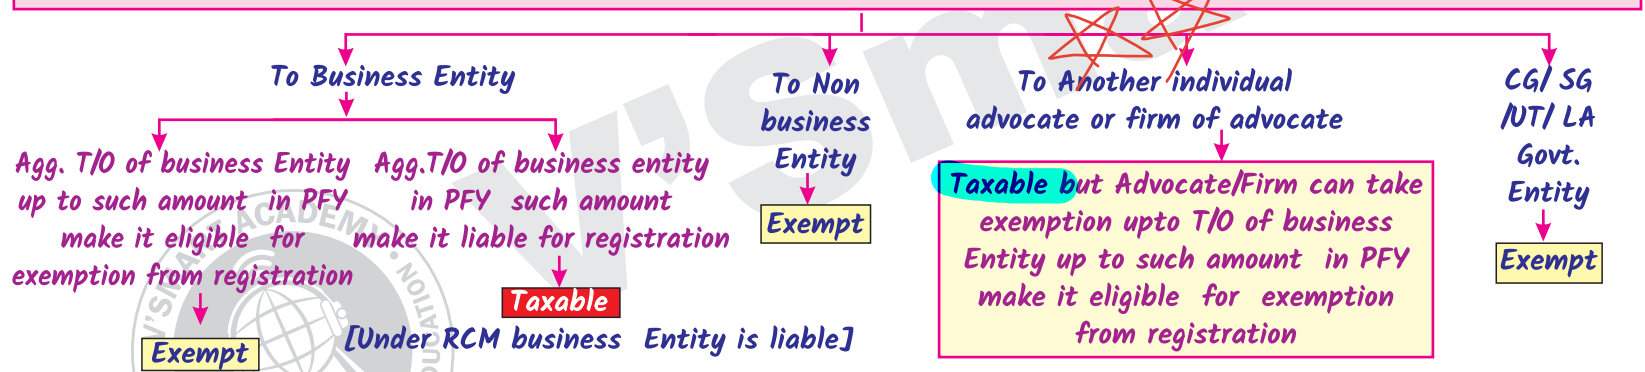 To Business Entity
Agg. T/O of business Entity
up to such amount in PFY
make it eligible for
exemption from registration
Exempt
Agg.T/O of business entity
in PFY such amount
make it liable for registration
Taxable
[Under RCM business Entity is liable]
To Non
business
Entity
Exempt
To Another individual
advocate or firm of advocate
Taxable but Advocate/Firm can take
exemption upto T/O of business
Entity up to such amount in PFY
make it eligible for exemption
from registration
CG/ SG
/UT/ LA
Govt.
Entity
Exempt
V'sma
V'SMA
ACADEMY